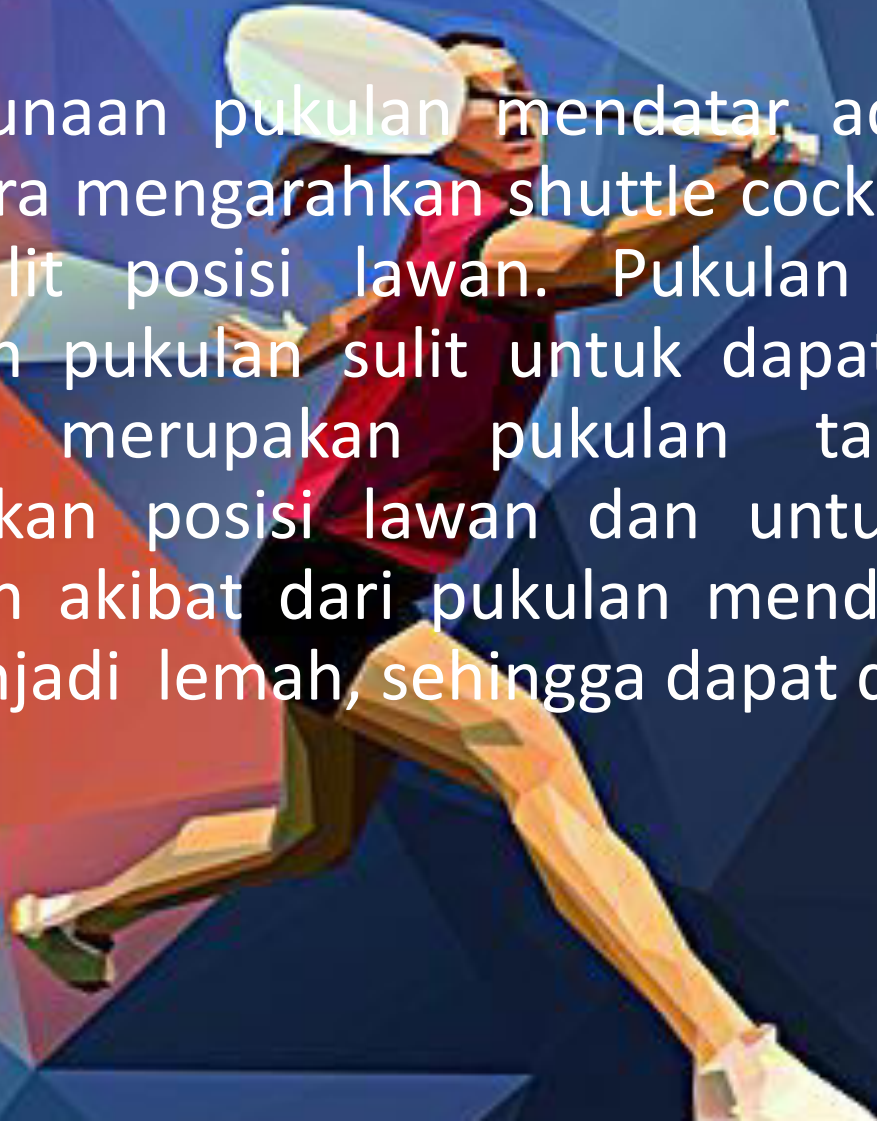 unaan pukulan mendatar ad
ra mengarahkan shuttle cock
lit posisi lawan. Pukulan
n pukulan sulit untuk dapat
merupakan pukulan ta
kan posisi lawan dan untu
n akibat dari pukulan mend
njadi lemah, sehingga dapat d